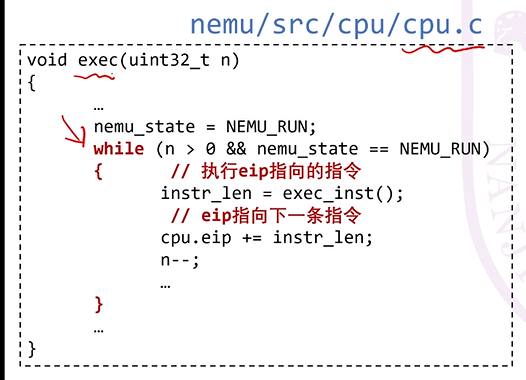 nemu/src/cpu/cpu.c
void exec(uint32_t n)
{
…
nemu_state = NEMU_RUN;
while (n > 0 && nemu_state == NEMU_RUN)
{ // 执行eip指向的指令
instr_len = exec_inst();
// eip指向下一条指令
cpu.eip += instr_len;
n--;
…
}
…
}